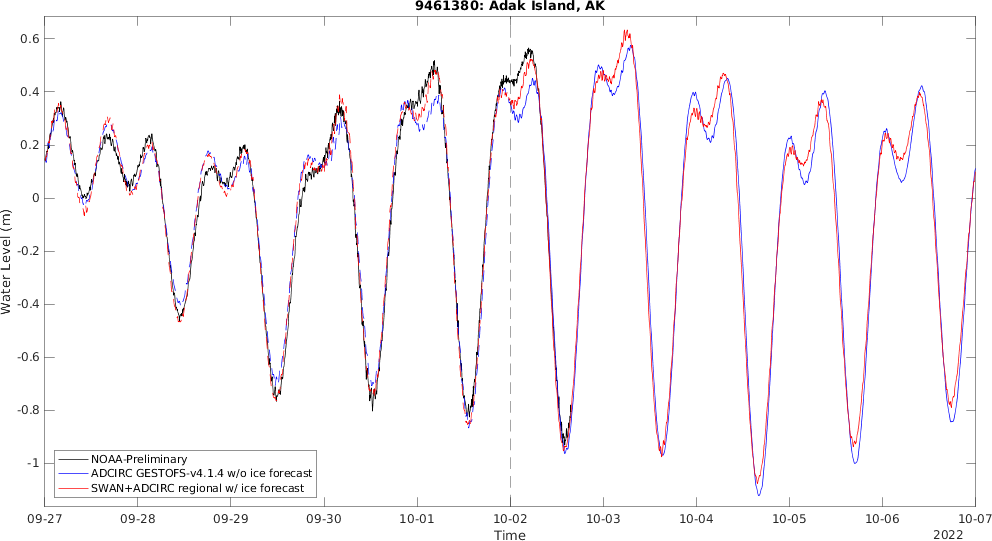 9461380: Adak Island, AK
0.6
0.4
0.2
0
-0.2
-0.4
-0.6
-0.8
-1
Water Level (m)
NOAA-Preliminary
ADCIRC GESTOFS-v4.1.4 w/o ice forecast
SWAN+ADCIRC regional w/ ice forecast
09-27 09-28 09-29 09-30 10-01 10-02 10-03 10-04 10-05 10-06 10-07
Time
2022